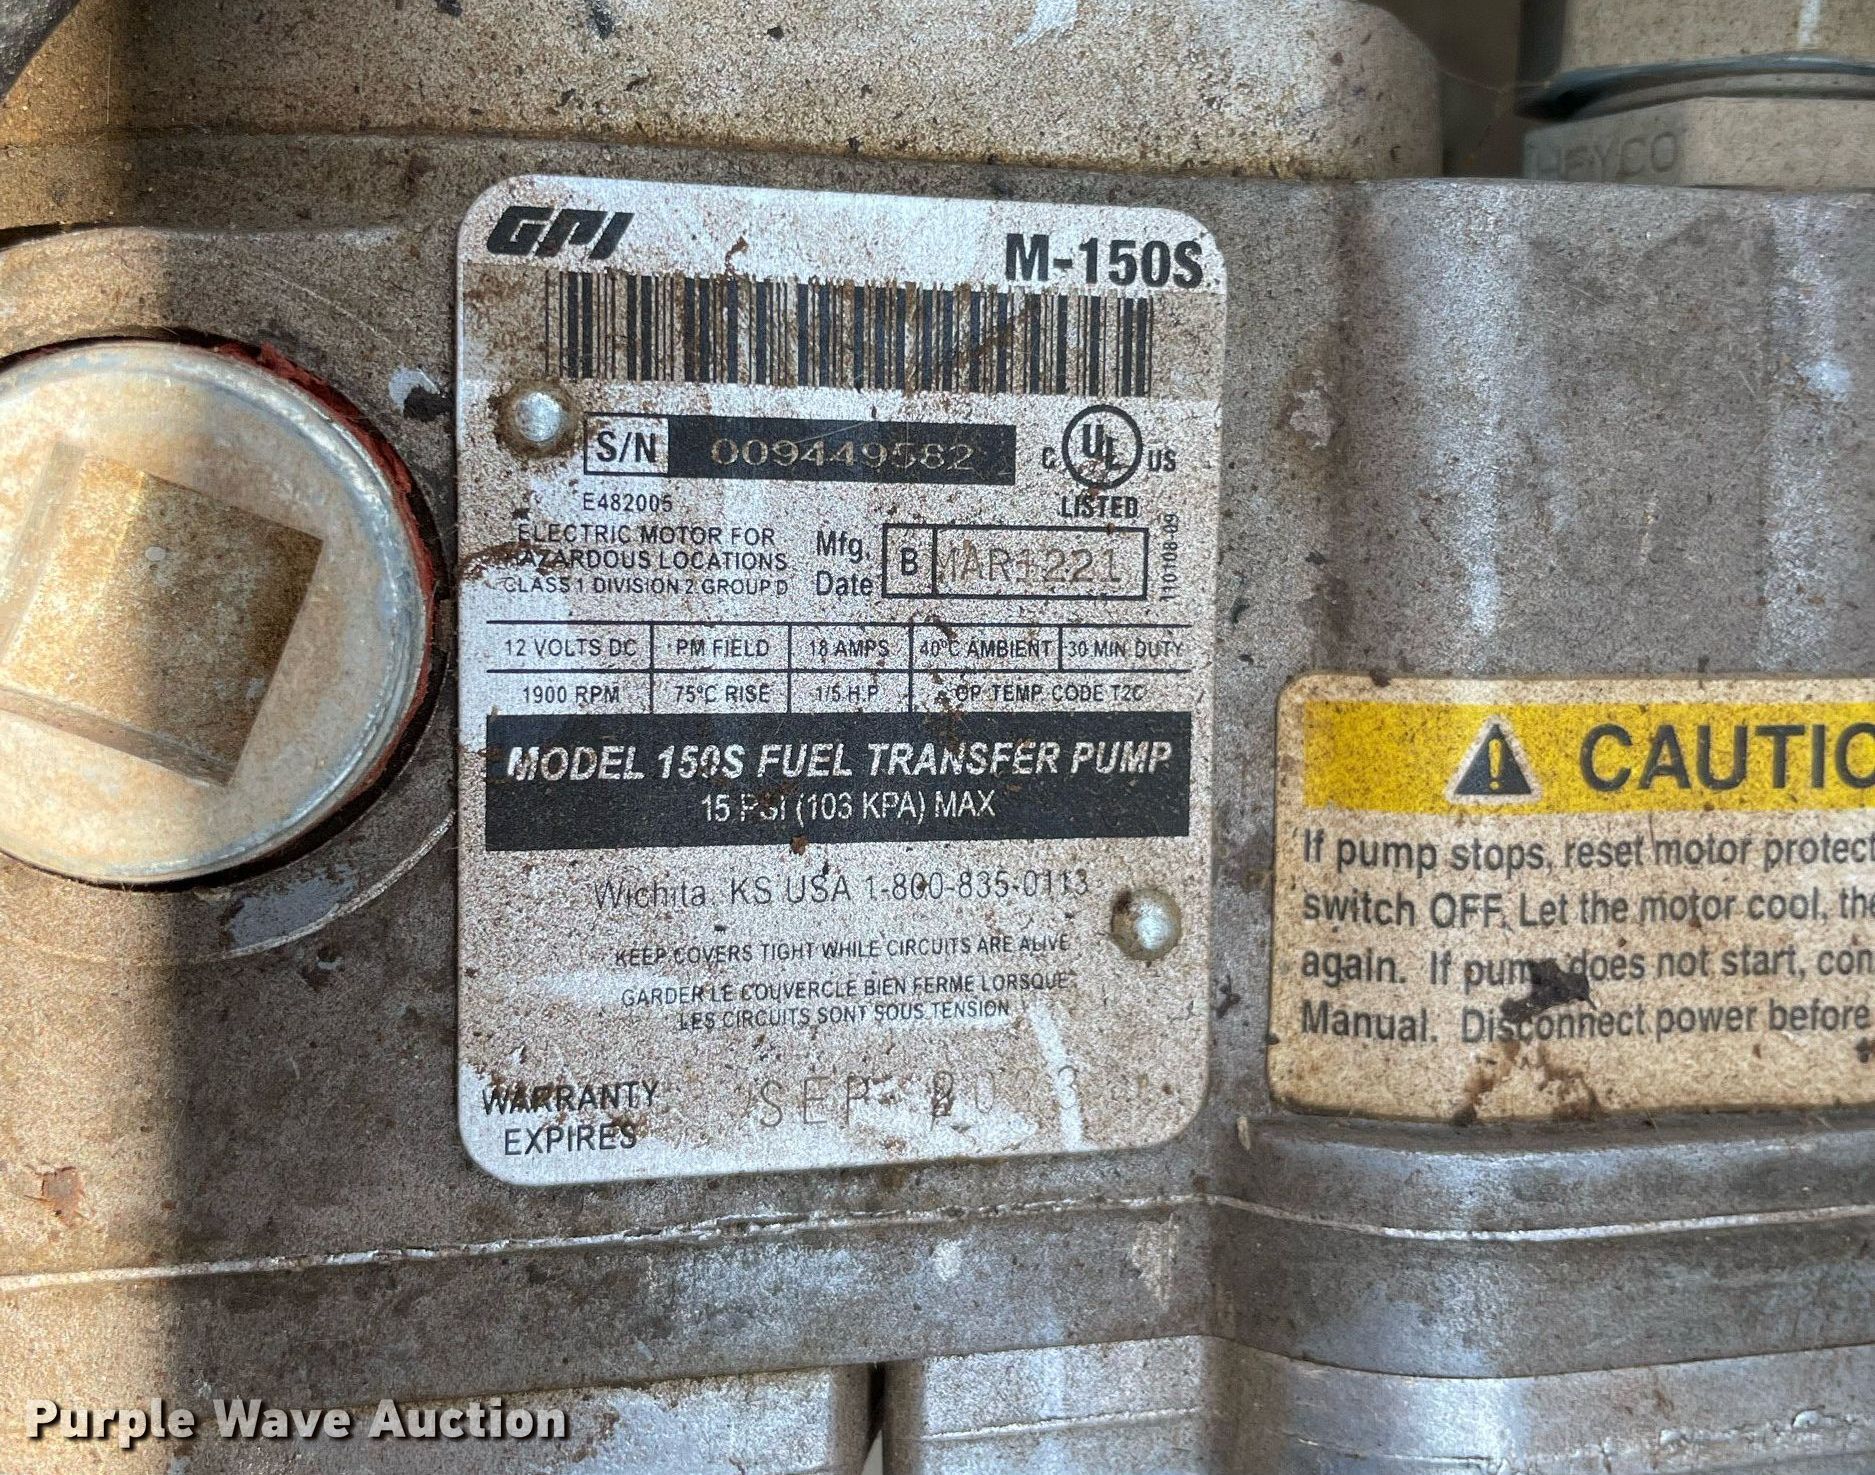 HEYCO
GPI
M-150S
S/N 009449582
C UL US
LISTED
E482005
ELECTRIC MOTOR FOR
HAZARDOUS LOCATIONS
CLASS 1 DIVISION 2 GROUP D
Mfg. Date B MAR1221
110108-09
12 VOLTS DC PM FIELD 18 AMPS 40°C AMBIENT 30 MIN DUTY
1900 RPM 75°C RISE 1/5 H.P. OP TEMP CODE T2C
MODEL 150S FUEL TRANSFER PUMP
15 PSI (103 KPA) MAX
Wichita, KS USA 1-800-835-0113
KEEP COVERS TIGHT WHILE CIRCUITS ARE ALIVE
GARDER LE COUVERCLE BIEN FERME LORSQUE
LES CIRCUITS SONT SOUS TENSION
WARRANTY
EXPIRES
SEP 2023
CAUTIO
If pump stops, reset motor protect
switch OFF. Let the motor cool, the
again. If pump does not start, con
Manual. Disconnect power before
Purple Wave Auction